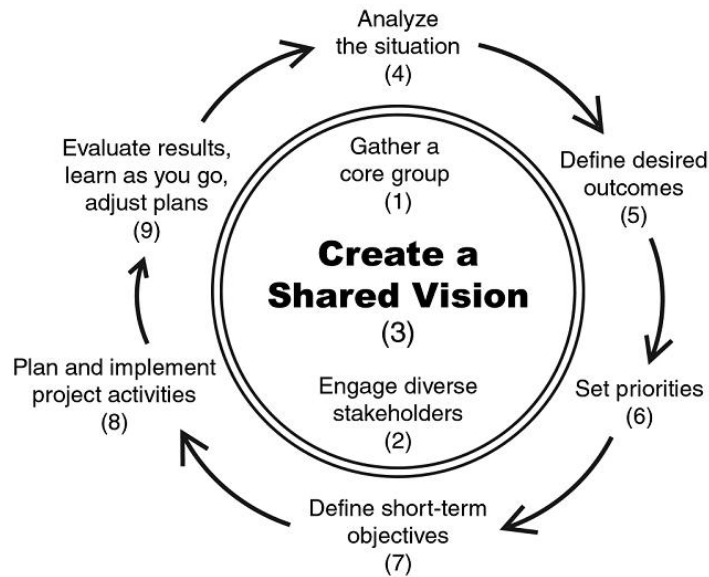 Analyze
the situation
(4)
Gather a
core group
(1)
Create a
Shared Vision
(3)
Engage diverse
stakeholders
(2)
Define desired
outcomes
(5)
Set priorities
(6)
Define short-term
objectives
(7)
Plan and implement
project activities
(8)
Evaluate results,
learn as you go,
adjust plans
(9)